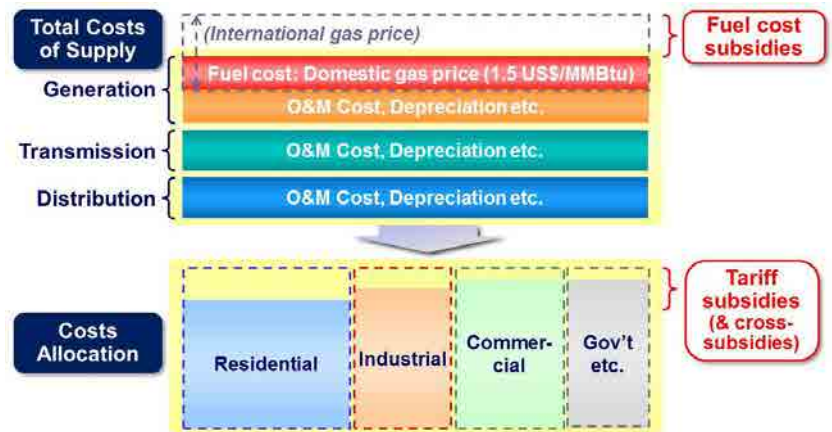 Total Costs
of Supply
(International gas price)
Fuel cost
subsidies
Generation
Fuel cost: Domestic gas price (1.5 US$/MMBtu)
O&M Cost, Depreciation etc.
Transmission
O&M Cost, Depreciation etc.
Distribution
O&M Cost, Depreciation etc.
Costs
Allocation
Residential
Industrial
Commer-
cial
Gov't
etc.
Tariff
subsidies
(& cross-
subsidies)